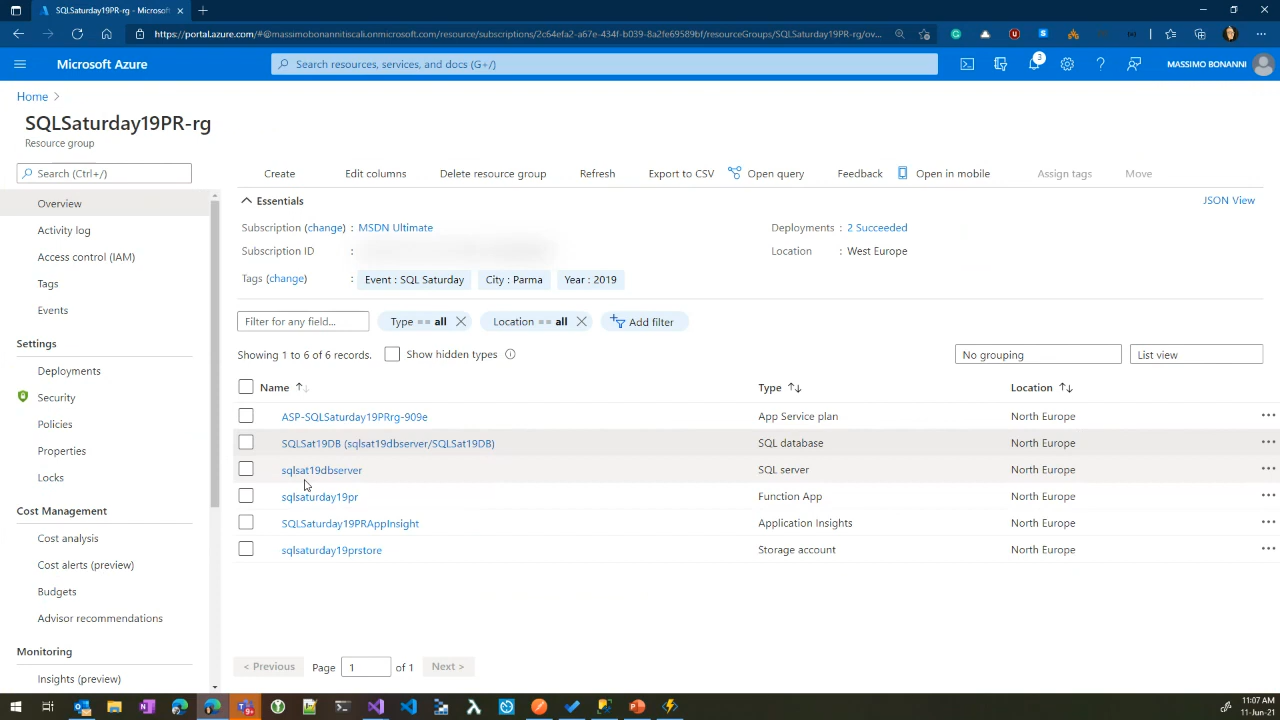 SQLSaturday19PR-rg - Microsoft
https://portal.azure.com/#@massimobonannitiscali.onmicrosoft.com/resource/subscriptions/2c64efa2-a67e-434f-b039-8a2fe69589bf/resourceGroups/SQLSaturday19PR-rg/ov...
Microsoft Azure
Search resources, services, and docs (G+/)
3
MASSIMO BONANNI
Home
SQLSaturday19PR-rg
Resource group
Search (Ctrl+/)
Create
Edit columns
Delete resource group
Refresh
Export to CSV
Open query
Feedback
Open in mobile
Assign tags
Move
Overview
Activity log
Access control (IAM)
Tags
Events
Settings
Deployments
Security
Policies
Properties
Locks
Cost Management
Cost analysis
Cost alerts (preview)
Budgets
Advisor recommendations
Monitoring
Insights (preview)
Essentials
JSON View
Subscription (change) : MSDN Ultimate
Deployments : 2 Succeeded
Subscription ID :
Location : West Europe
Tags (change) : Event : SQL Saturday City : Parma Year : 2019
Filter for any field...
Type == all
Location == all
Add filter
Showing 1 to 6 of 6 records.
Show hidden types
No grouping
List view
Name Type Location
ASP-SQLSaturday19PRrg-909e App Service plan North Europe
SQLSat19DB (sqlsat19dbserver/SQLSat19DB) SQL database North Europe
sqlsat19dbserver SQL server North Europe
sqlsaturday19pr Function App North Europe
SQLSaturday19PRAppInsight Application Insights North Europe
sqlsaturday19prstore Storage account North Europe
< Previous Page 1 of 1 Next >
11:07 AM
11-Jun-21